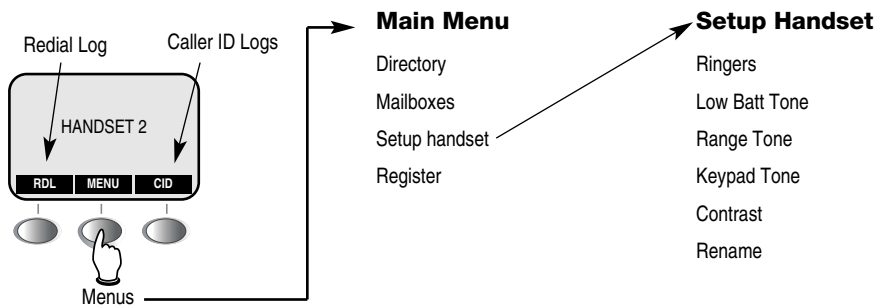 Redial Log
Caller ID Logs
HANDSET 2
RDL
MENU
CID
Menus
Main Menu
Directory
Mailboxes
Setup handset
Register
Setup Handset
Ringers
Low Batt Tone
Range Tone
Keypad Tone
Contrast
Rename